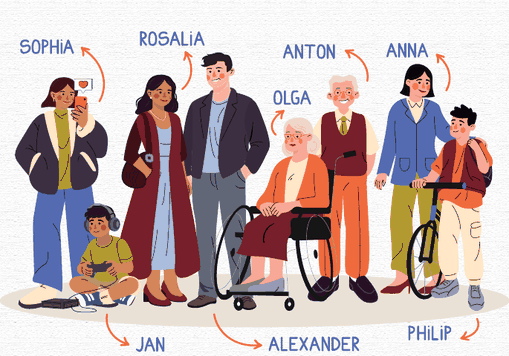 SOPHiA
ROSALiA
ANTON
ANNA
OLGA
JAN
ALEXANDER
PHILiP